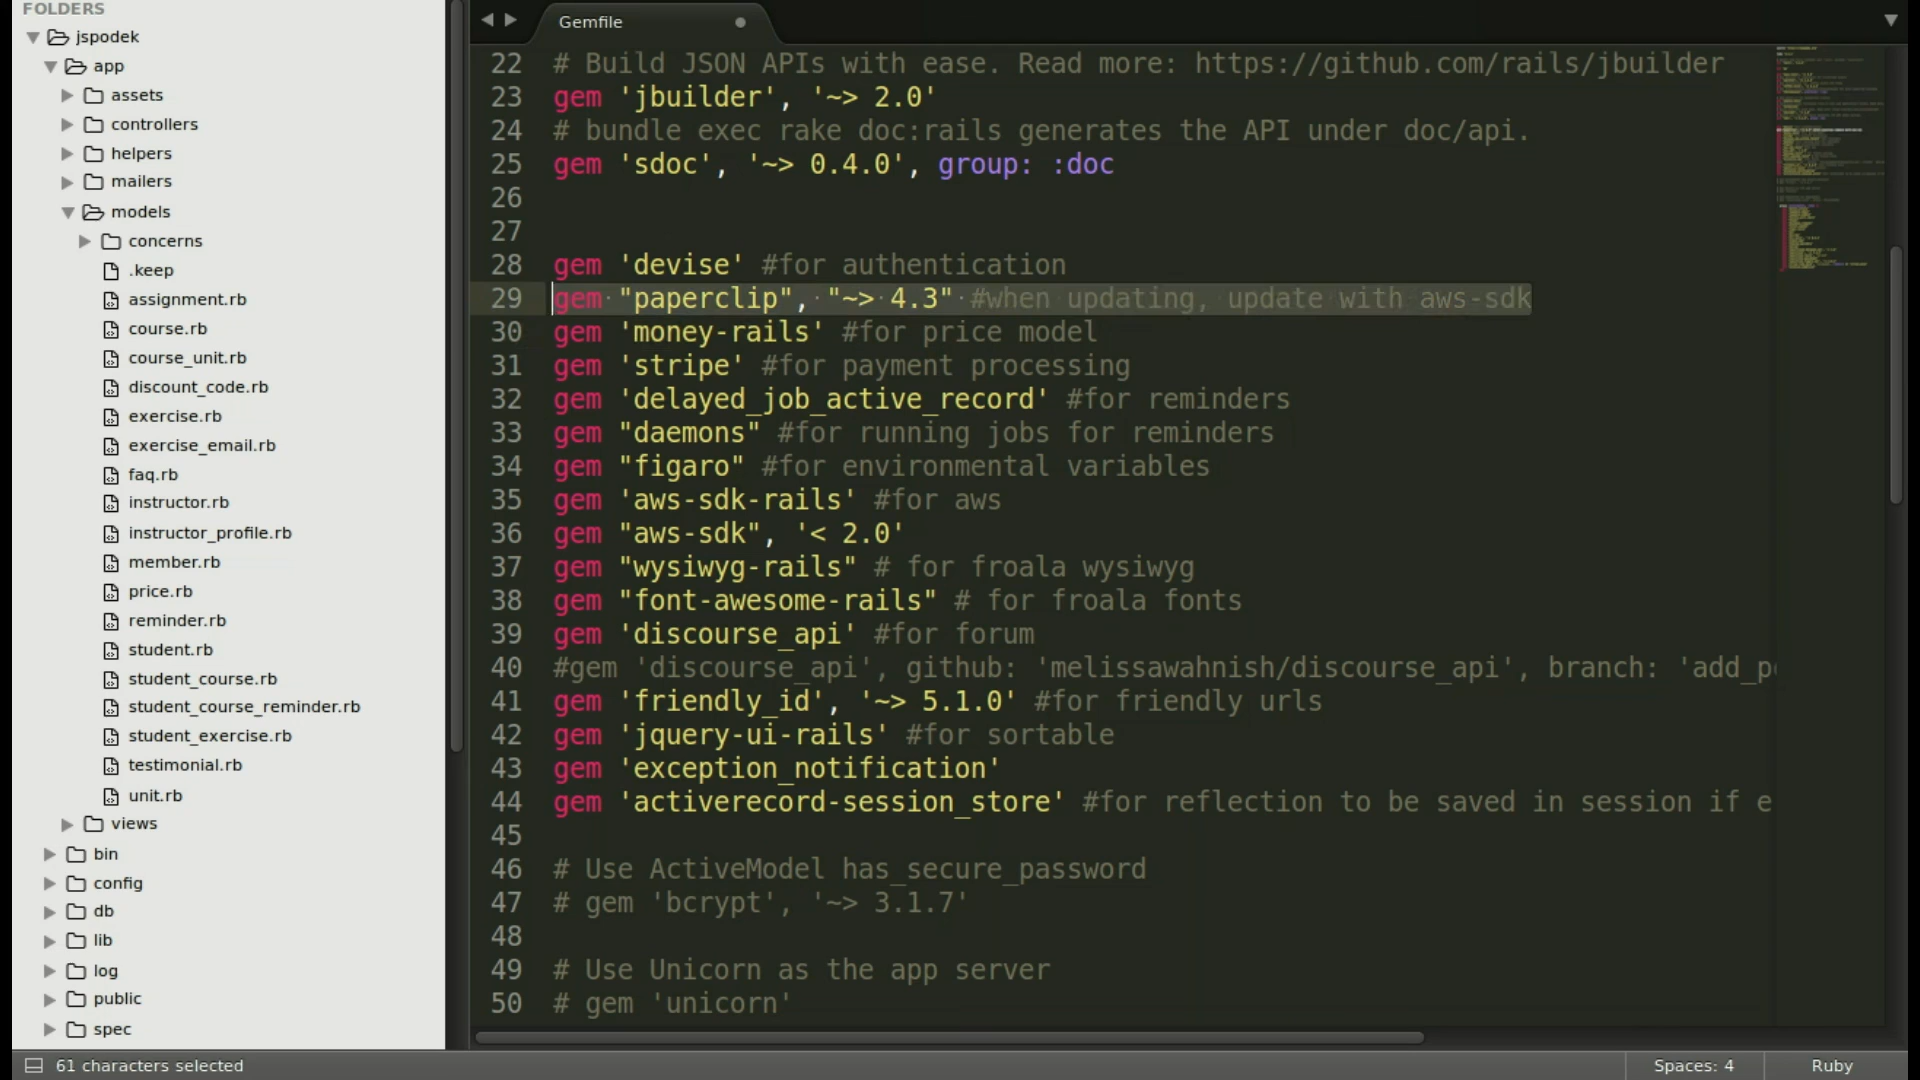 FOLDERS
jspodek
app
assets
controllers
helpers
mailers
models
concerns
.keep
assignment.rb
course.rb
course_unit.rb
discount_code.rb
exercise.rb
exercise_email.rb
faq.rb
instructor.rb
instructor_profile.rb
member.rb
price.rb
reminder.rb
student.rb
student_course.rb
student_course_reminder.rb
student_exercise.rb
testimonial.rb
unit.rb
views
bin
config
db
lib
log
public
spec
Gemfile
22 # Build JSON APIs with ease. Read more: https://github.com/rails/jbuilder
23 gem 'jbuilder', '~> 2.0'
24 # bundle exec rake doc:rails generates the API under doc/api.
25 gem 'sdoc', '~> 0.4.0', group: :doc
26
27
28 gem 'devise' #for authentication
29 gem "paperclip", "~> 4.3" #when updating, update with aws-sdk
30 gem 'money-rails' #for price model
31 gem 'stripe' #for payment processing
32 gem 'delayed_job_active_record' #for reminders
33 gem "daemons" #for running jobs for reminders
34 gem "figaro" #for environmental variables
35 gem 'aws-sdk-rails' #for aws
36 gem "aws-sdk", '< 2.0'
37 gem "wysiwyg-rails" # for froala wysiwyg
38 gem "font-awesome-rails" # for froala fonts
39 gem 'discourse_api' #for forum
40 #gem 'discourse_api', github: 'melissawahnish/discourse_api', branch: 'add_p
41 gem 'friendly_id', '~> 5.1.0' #for friendly urls
42 gem 'jquery-ui-rails' #for sortable
43 gem 'exception_notification'
44 gem 'activerecord-session_store' #for reflection to be saved in session if e
45
46 # Use ActiveModel has_secure_password
47 # gem 'bcrypt', '~> 3.1.7'
48
49 # Use Unicorn as the app server
50 # gem 'unicorn'
61 characters selected
Spaces: 4
Ruby